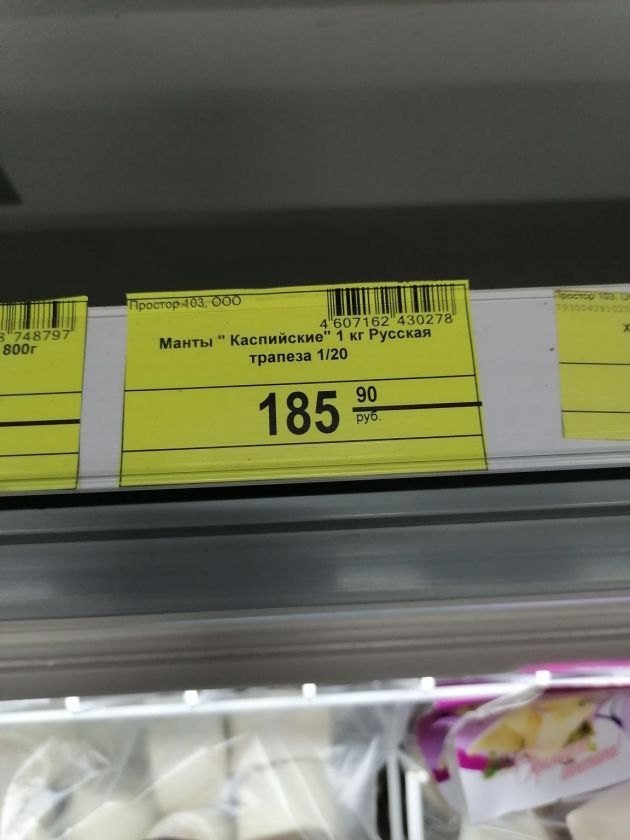 8 748797
800г
Простор 103, ООО
4 607162 430278
Манты " Каспийские" 1 кг Русская
трапеза 1/20
185 90
руб.
Простор 103,
Х